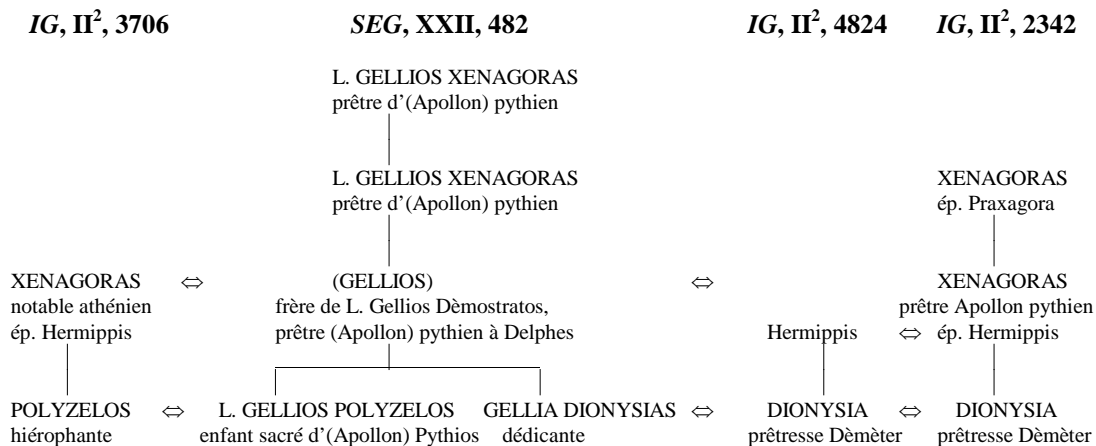 IG, II², 3706 SEG, XXII, 482 IG, II², 4824 IG, II², 2342
L. GELLIOS XENAGORAS
prêtre d’(Apollon) pythien
L. GELLIOS XENAGORAS XENAGORAS
prêtre d’(Apollon) pythien ép. Praxagora
XENAGORAS ⇔ (GELLIOS) ⇔ XENAGORAS
notable athénien frère de L. Gellios Dèmostratos, prêtre Apollon pythien
ép. Hermippis prêtre (Apollon) pythien à Delphes Hermippis ⇔ ép. Hermippis
POLYZELOS ⇔ L. GELLIOS POLYZELOS GELLIA DIONYSIAS ⇔ DIONYSIA ⇔ DIONYSIA
hiérophante enfant sacré d’(Apollon) Pythios dédicante prêtresse Dèmèter prêtresse Dèmèter